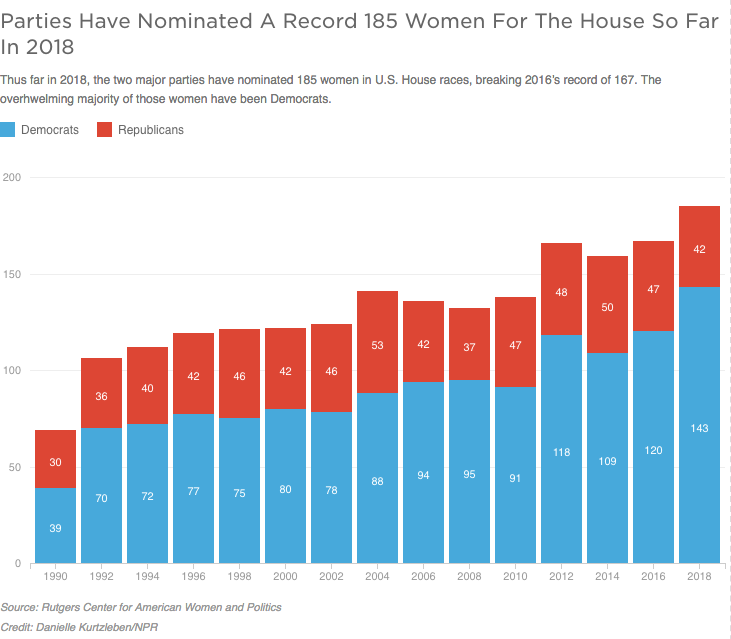 Parties Have Nominated A Record 185 Women For The House So Far
In 2018
Thus far in 2018, the two major parties have nominated 185 women in U.S. House races, breaking 2016's record of 167. The
overhwelming majority of those women have been Democrats.
Democrats Republicans
200
150
100
50
0
30 36 40 42 46 42 46 53 42 37 47 48 50 47 42
39 70 72 77 75 80 78 88 94 95 91 118 109 120 143
1990 1992 1994 1996 1998 2000 2002 2004 2006 2008 2010 2012 2014 2016 2018
Source: Rutgers Center for American Women and Politics
Credit: Danielle Kurtzleben/NPR